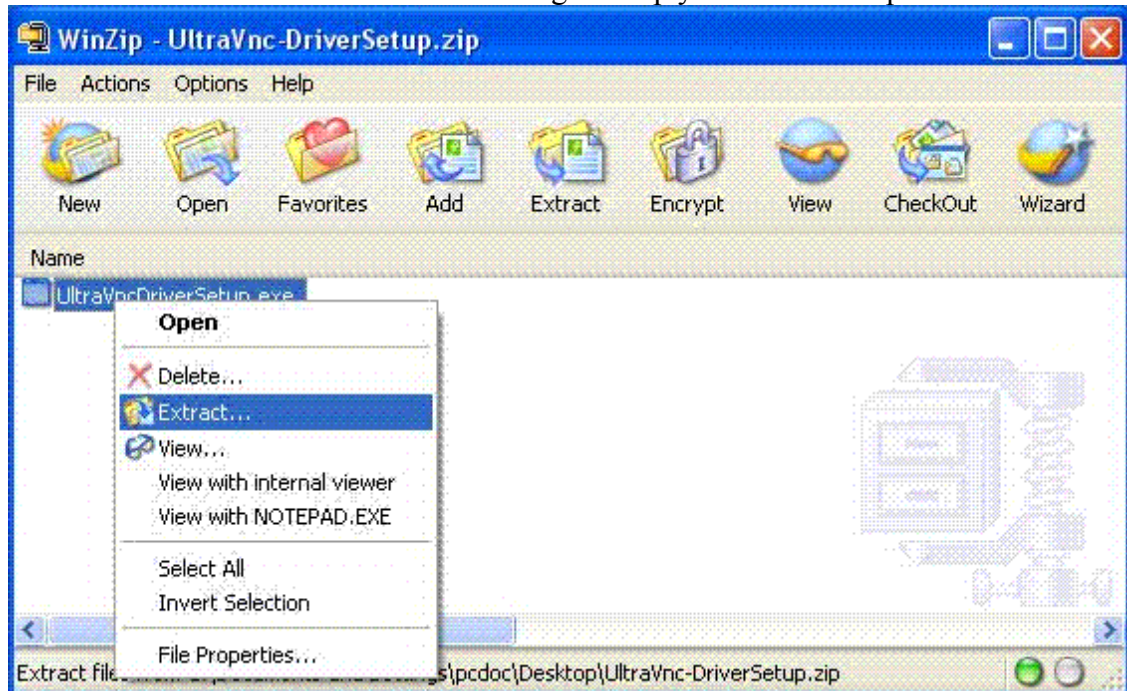 WinZip - UltraVnc-DriverSetup.zip
File Actions Options Help
New Open Favorites Add Extract Encrypt View CheckOut Wizard
Name
UltraVncDriverSetup.exe
Open
Delete...
Extract...
View...
View with internal viewer
View with NOTEPAD.EXE
Select All
Invert Selection
File Properties...
Extract file \pcdoc\Desktop\UltraVnc-DriverSetup.zip